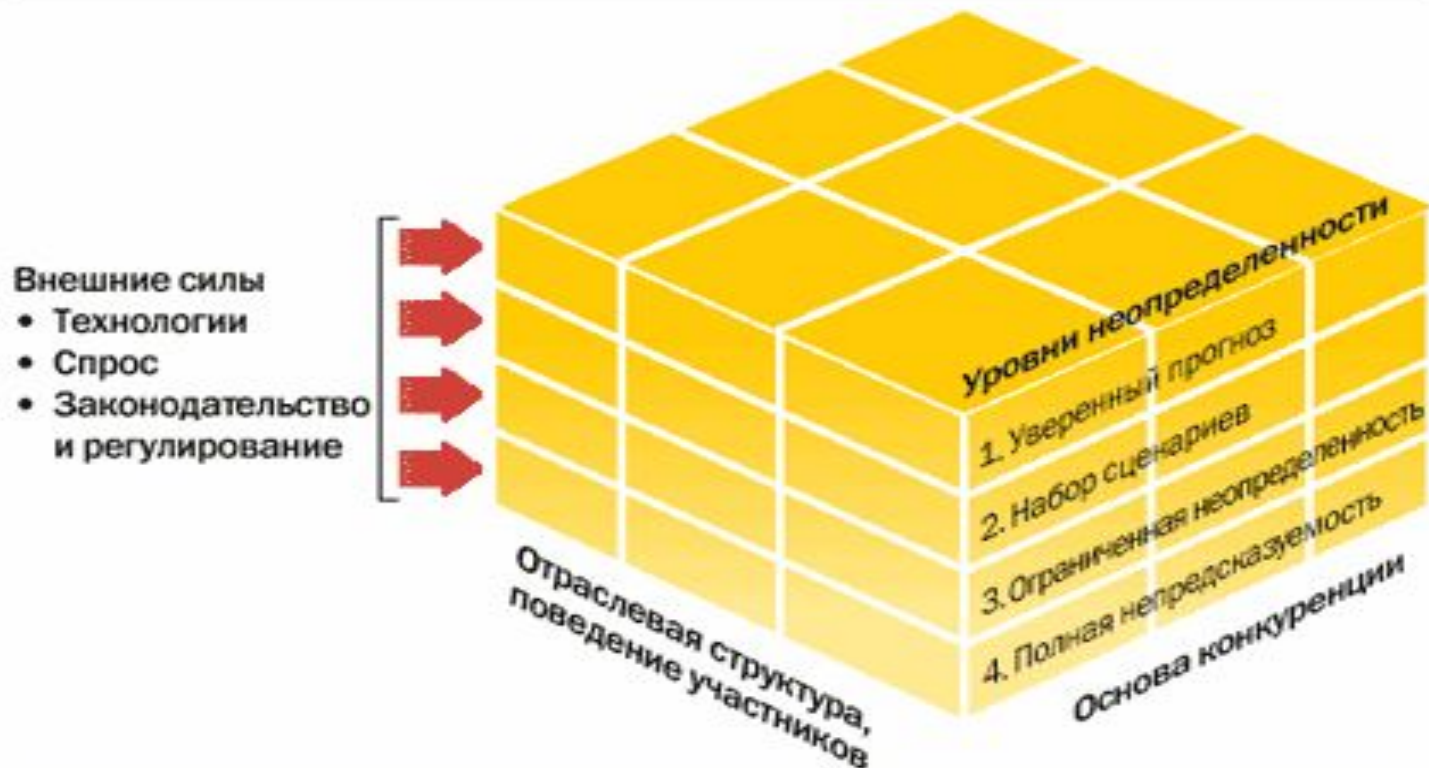 Внешние силы
• Технологии
• Спрос
• Законодательство
и регулирование
Уровни неопределенности
1. Уверенный прогноз
2. Набор сценариев
3. Ограниченная неопределенность
4. Полная непредсказуемость
Отраслевая структура,
поведение участников
Основа конкуренции